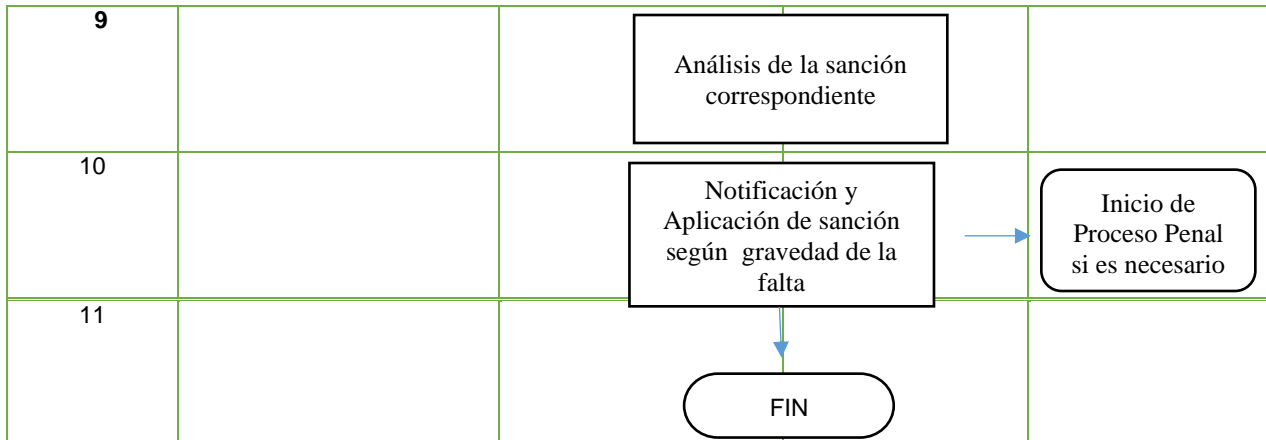 9
Análisis de la sanción
correspondiente
10
Notificación y
Aplicación de sanción
según gravedad de la
falta
Inicio de
Proceso Penal
si es necesario
11
FIN